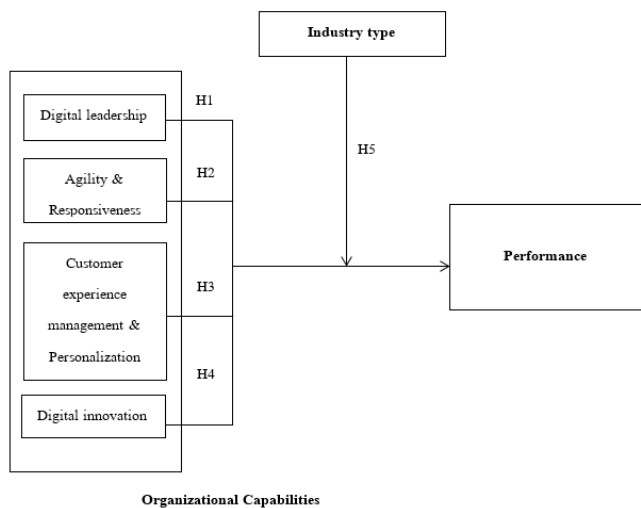 Industry type
H1
Digital leadership
H2
Agility &
Responsiveness
H5
Customer
experience
management &
Personalization
H3
Performance
H4
Digital innovation
Organizational Capabilities